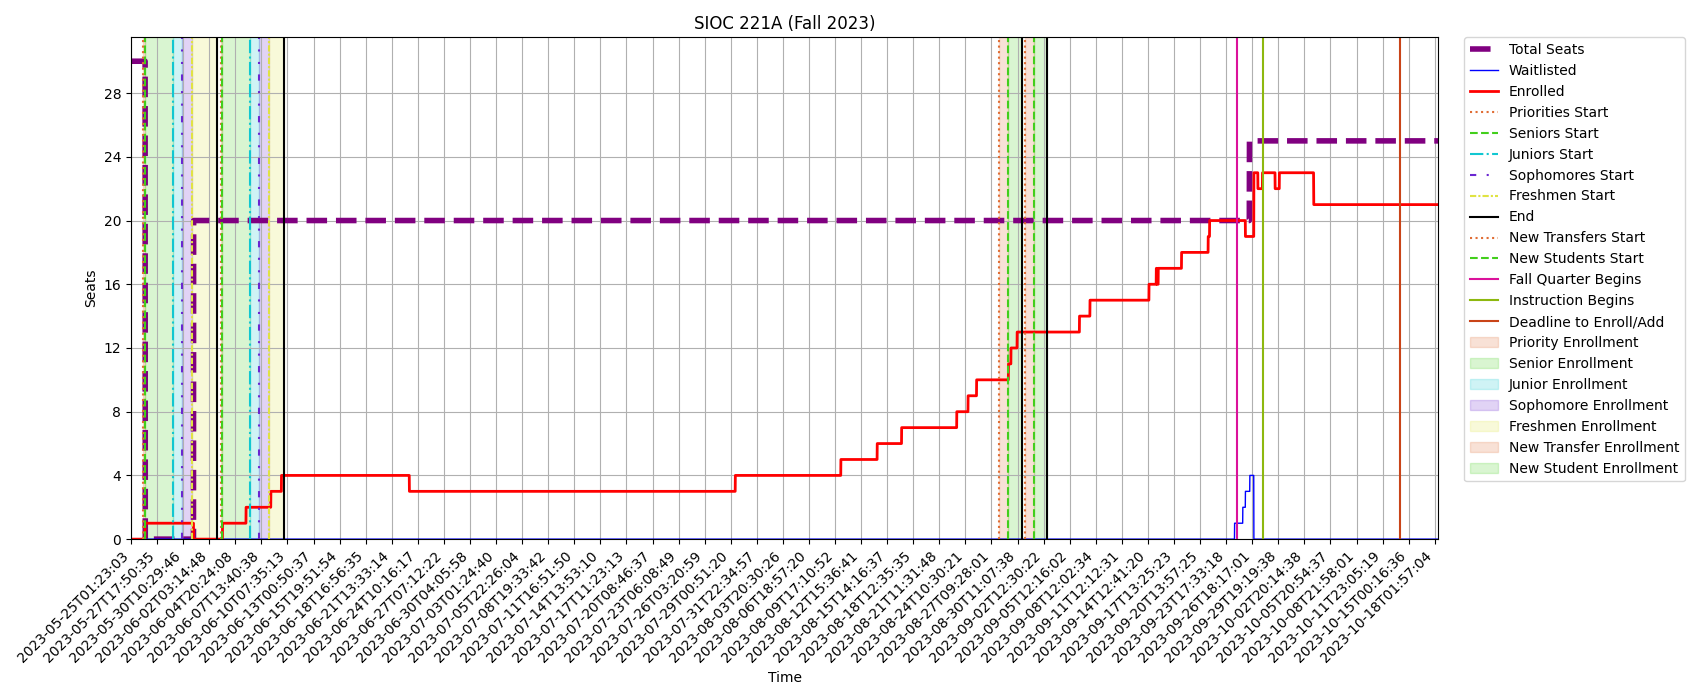 SIOC 221A (Fall 2023)
Seats
28
24
20
16
12
8
4
0
2023-05-25T01:23:03
2023-05-27T17:50:35
2023-05-30T10:29:46
2023-06-02T03:14:48
2023-06-04T20:24:08
2023-06-07T13:40:38
2023-06-10T07:35:13
2023-06-13T00:50:37
2023-06-15T19:51:54
2023-06-18T16:56:35
2023-06-21T13:33:14
2023-06-24T10:16:17
2023-06-27T07:12:22
2023-06-30T04:05:58
2023-07-03T01:24:40
2023-07-05T22:26:04
2023-07-08T19:33:42
2023-07-11T16:51:50
2023-07-14T13:53:10
2023-07-17T11:23:13
2023-07-20T08:46:37
2023-07-23T06:08:49
2023-07-26T03:20:59
2023-07-29T00:51:20
2023-07-31T22:34:57
2023-08-03T20:30:26
2023-08-06T18:57:20
2023-08-09T17:10:52
2023-08-12T15:36:41
2023-08-15T14:16:37
2023-08-18T12:35:35
2023-08-21T11:31:48
2023-08-24T10:30:21
2023-08-27T09:28:01
2023-08-30T11:07:38
2023-09-02T12:30:22
2023-09-05T12:16:02
2023-09-08T12:02:34
2023-09-11T12:12:31
2023-09-14T12:41:20
2023-09-17T13:25:23
2023-09-20T13:57:25
2023-09-23T17:33:18
2023-09-26T18:17:01
2023-09-29T19:19:38
2023-10-02T20:14:38
2023-10-05T20:54:37
2023-10-08T21:58:01
2023-10-11T23:05:19
2023-10-15T00:16:36
2023-10-18T01:57:04
Time
Total Seats
Waitlisted
Enrolled
Priorities Start
Seniors Start
Juniors Start
Sophomores Start
Freshmen Start
End
New Transfers Start
New Students Start
Fall Quarter Begins
Instruction Begins
Deadline to Enroll/Add
Priority Enrollment
Senior Enrollment
Junior Enrollment
Sophomore Enrollment
Freshmen Enrollment
New Transfer Enrollment
New Student Enrollment